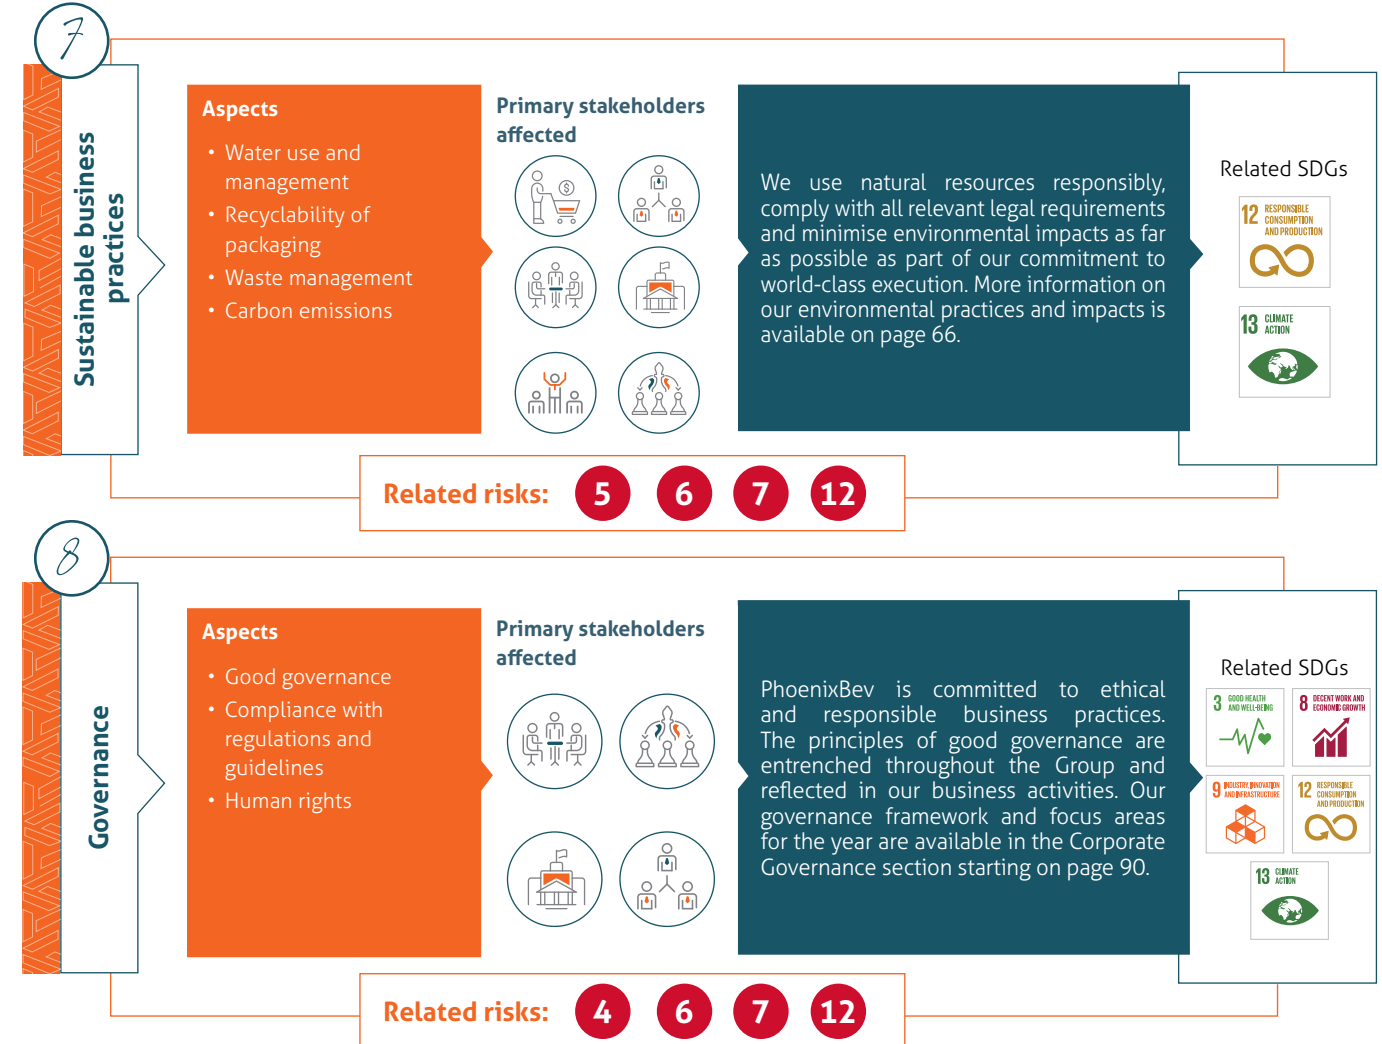 7
Sustainable business
practices
Aspects
• Water use and
management
• Recyclability of
packaging
• Waste management
• Carbon emissions
Primary stakeholders
affected
$
We use natural resources responsibly,
comply with all relevant legal requirements
and minimise environmental impacts as far
as possible as part of our commitment to
world-class execution. More information on
our environmental practices and impacts is
available on page 66.
Related SDGs
12 RESPONSIBLE
CONSUMPTION
AND PRODUCTION
13 CLIMATE
ACTION
Related risks: 5 6 7 12
8
Governance
Aspects
• Good governance
• Compliance with
regulations and
guidelines
• Human rights
Primary stakeholders
affected
PhoenixBev is committed to ethical
and responsible business practices.
The principles of good governance are
entrenched throughout the Group and
reflected in our business activities. Our
governance framework and focus areas
for the year are available in the Corporate
Governance section starting on page 90.
Related SDGs
3 GOOD HEALTH
AND WELL-BEING
8 DECENT WORK AND
ECONOMIC GROWTH
9 INDUSTRY, INNOVATION
AND INFRASTRUCTURE
12 RESPONSIBLE
CONSUMPTION
AND PRODUCTION
13 CLIMATE
ACTION
Related risks: 4 6 7 12